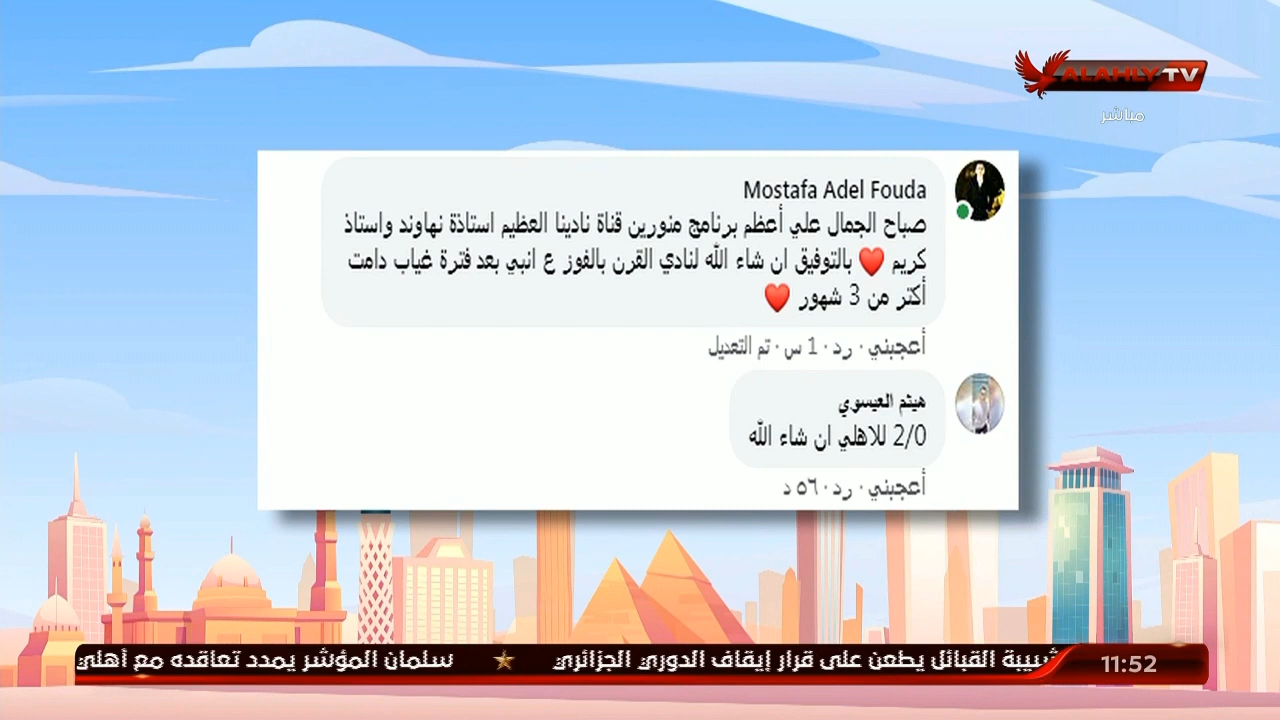 ALAHLY TV
مباشر
Mostafa Adel Fouda
صباح الجمال علي أعظم برنامج منورين قناة نادينا العظيم استاذة نهاوند واستاذ
كريم ❤️ بالتوفيق ان شاء الله لنادي القرن بالفوز ع انبي بعد فترة غياب دامت
أكتر من 3 شهور ❤️
أعجبني · رد · 1 س · تم التعديل
هيثم العيسوي
2/0 للاهلي ان شاء الله
أعجبني · رد · ٥٦ د
شبيبة القبائل يطعن على قرار إيقاف الدوري الجزائري ★ سلمان المؤشر يمدد تعاقده مع أهلي
11:52